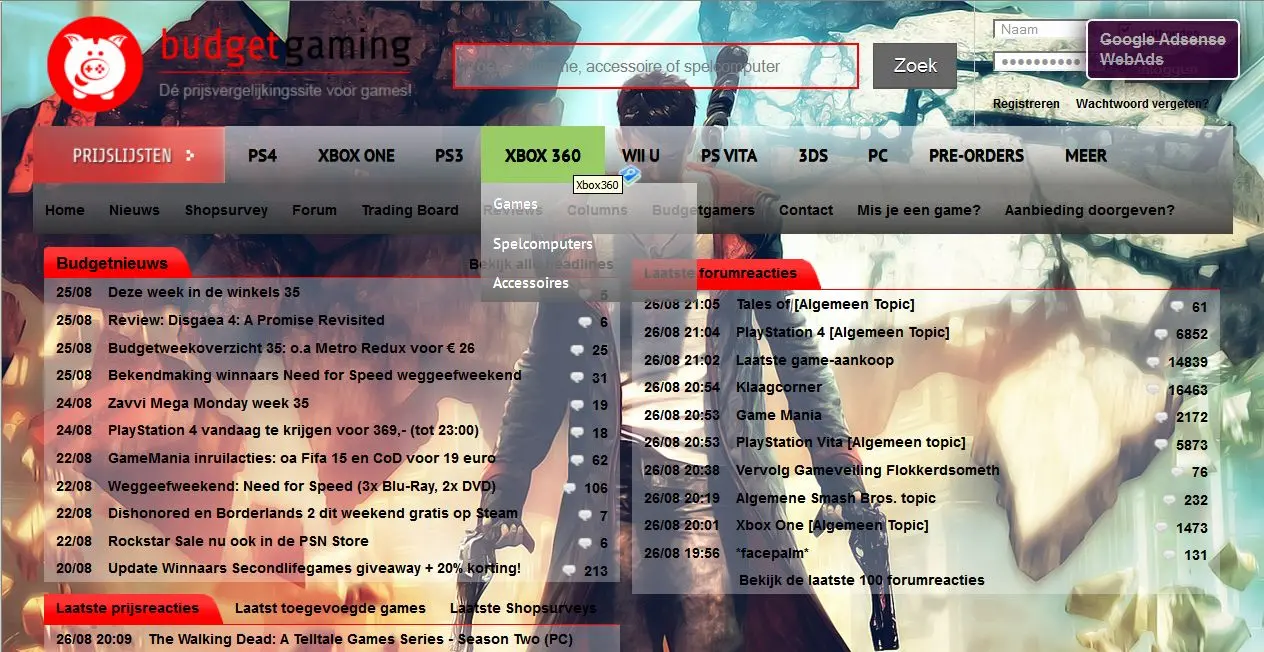 budgetgaming
Dé prijsvergelijkingssite voor games!
accessoire of spelcomputer
Zoek
Naam
Google Adsense
WebAds
Registreren Wachtwoord vergeten?
PRIJSLIJSTEN PS4 XBOX ONE PS3 XBOX 360 WII U PS VITA 3DS PC PRE-ORDERS MEER
Xbox360
Home Nieuws Shopsurvey Forum Trading Board Reviews Columns Budgetgamers Contact Mis je een game? Aanbieding doorgeven?
Games
Spelcomputers
Accessoires
Budgetnieuws Bekijk alle headlines
25/08 Deze week in de winkels 35 5
25/08 Review: Disgaea 4: A Promise Revisited 6
25/08 Budgetweekoverzicht 35: o.a Metro Redux voor € 26 25
25/08 Bekendmaking winnaars Need for Speed weggeefweekend 31
24/08 Zavvi Mega Monday week 35 19
24/08 PlayStation 4 vandaag te krijgen voor 369,- (tot 23:00) 18
22/08 GameMania inruilacties: oa Fifa 15 en CoD voor 19 euro 62
22/08 Weggeefweekend: Need for Speed (3x Blu-Ray, 2x DVD) 106
22/08 Dishonored en Borderlands 2 dit weekend gratis op Steam 7
22/08 Rockstar Sale nu ook in de PSN Store 6
20/08 Update Winnaars Secondlifegames giveaway + 20% korting! 213
Laatste forumreacties
26/08 21:05 Tales of [Algemeen Topic] 61
26/08 21:04 PlayStation 4 [Algemeen Topic] 6852
26/08 21:02 Laatste game-aankoop 14839
26/08 20:54 Klaagcorner 16463
26/08 20:53 Game Mania 2172
26/08 20:53 PlayStation Vita [Algemeen topic] 5873
26/08 20:38 Vervolg Gameveiling Flokkerdsometh 76
26/08 20:19 Algemene Smash Bros. topic 232
26/08 20:01 Xbox One [Algemeen Topic] 1473
26/08 19:56 *facepalm* 131
Bekijk de laatste 100 forumreacties
Laatste prijsreacties Laatst toegevoegde games Laatste Shopsurveys
26/08 20:09 The Walking Dead: A Telltale Games Series - Season Two (PC)